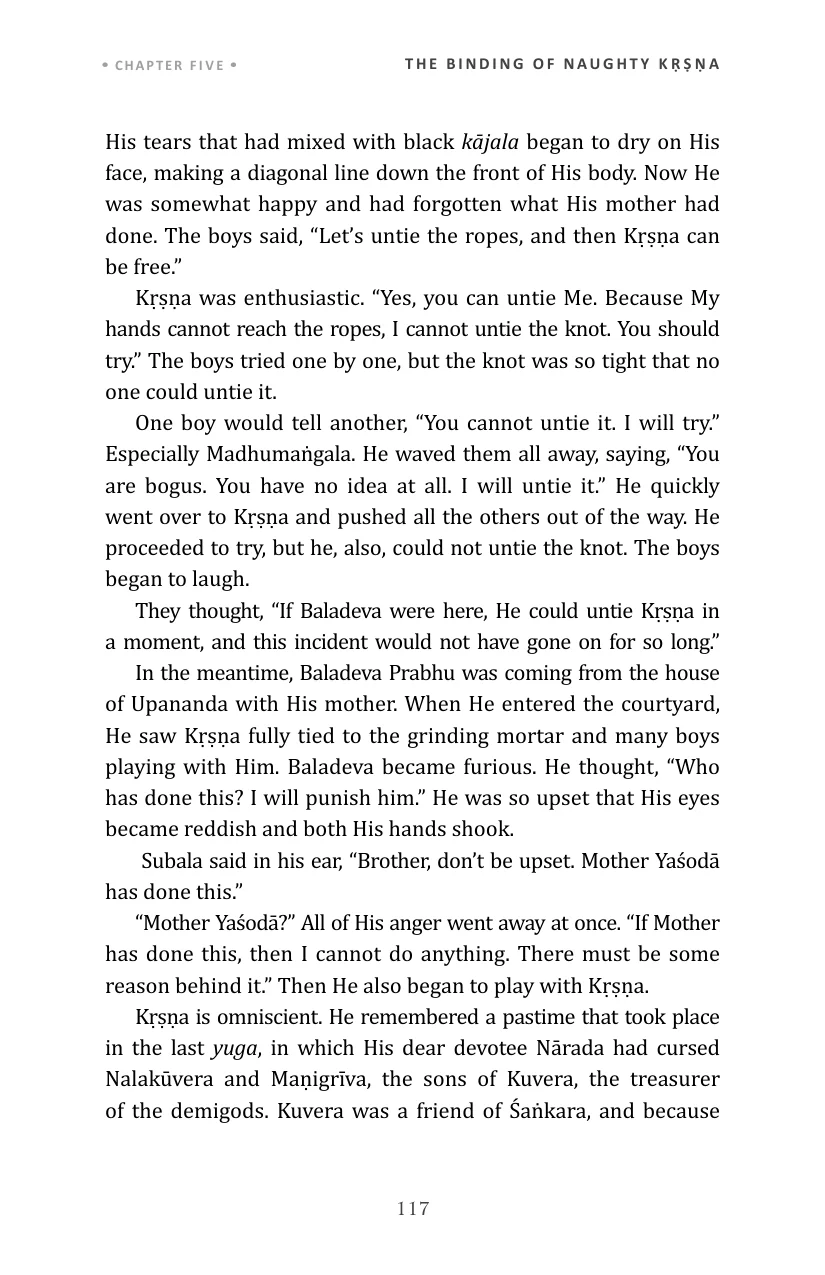 • CHAPTER FIVE •
THE BINDING OF NAUGHTY KṚṢṆA
His tears that had mixed with black kājala began to dry on His
face, making a diagonal line down the front of His body. Now He
was somewhat happy and had forgotten what His mother had
done. The boys said, “Let’s untie the ropes, and then Kṛṣṇa can
be free.”
Kṛṣṇa was enthusiastic. “Yes, you can untie Me. Because My
hands cannot reach the ropes, I cannot untie the knot. You should
try.” The boys tried one by one, but the knot was so tight that no
one could untie it.
One boy would tell another, “You cannot untie it. I will try.”
Especially Madhumaṅgala. He waved them all away, saying, “You
are bogus. You have no idea at all. I will untie it.” He quickly
went over to Kṛṣṇa and pushed all the others out of the way. He
proceeded to try, but he, also, could not untie the knot. The boys
began to laugh.
They thought, “If Baladeva were here, He could untie Kṛṣṇa in
a moment, and this incident would not have gone on for so long.”
In the meantime, Baladeva Prabhu was coming from the house
of Upananda with His mother. When He entered the courtyard,
He saw Kṛṣṇa fully tied to the grinding mortar and many boys
playing with Him. Baladeva became furious. He thought, “Who
has done this? I will punish him.” He was so upset that His eyes
became reddish and both His hands shook.
Subala said in his ear, “Brother, don’t be upset. Mother Yaśodā
has done this.”
“Mother Yaśodā?” All of His anger went away at once. “If Mother
has done this, then I cannot do anything. There must be some
reason behind it.” Then He also began to play with Kṛṣṇa.
Kṛṣṇa is omniscient. He remembered a pastime that took place
in the last yuga, in which His dear devotee Nārada had cursed
Nalakūvera and Maṇigrīva, the sons of Kuvera, the treasurer
of the demigods. Kuvera was a friend of Śaṅkara, and because
117